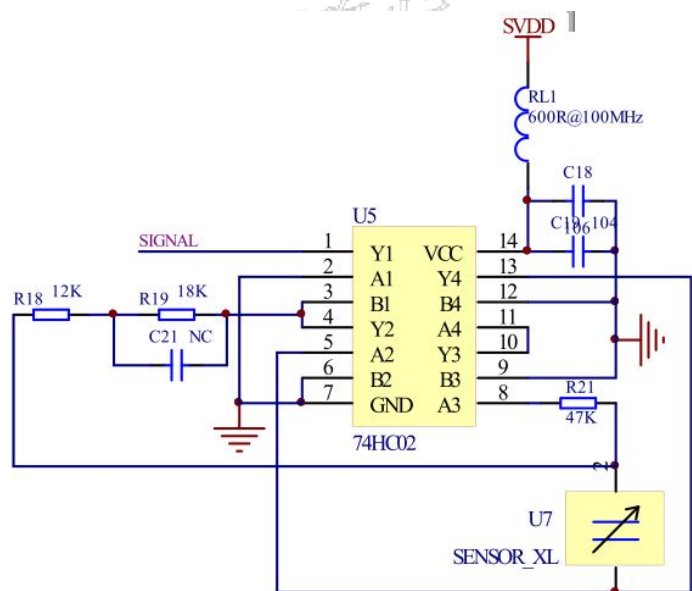 SVDD
RL1
600R@100MHz
C18
C19 104
106
U5
SIGNAL
1 Y1 VCC 14
2 A1 Y4 13
3 B1 B4 12
4 Y2 A4 11
5 A2 Y3 10
6 B2 B3 9
7 GND A3 8
R18 12K
R19 18K
C21 NC
R21
47K
74HC02
2
U7
SENSOR_XL